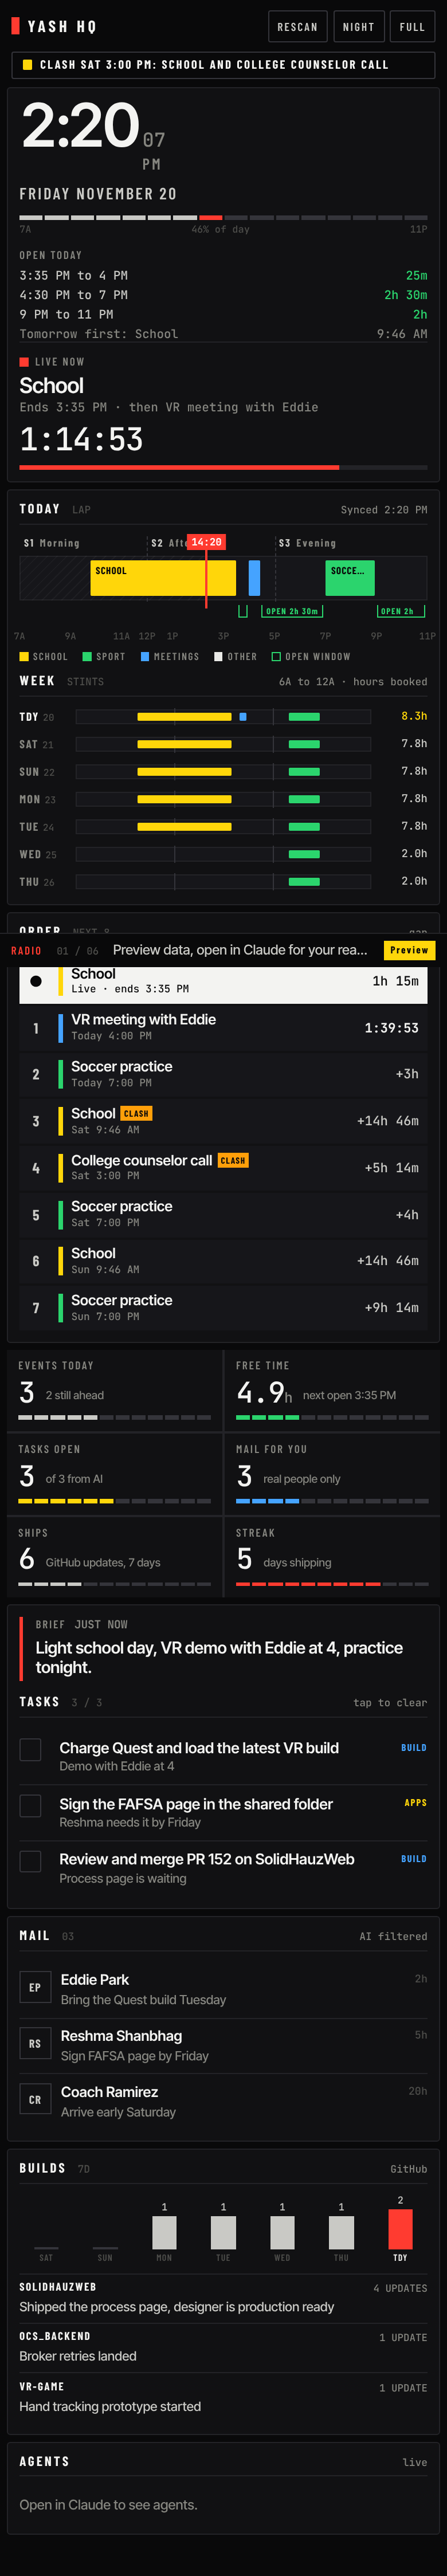 YASH HQ
RESCAN
NIGHT
FULL
CLASH SAT 3:00 PM: SCHOOL AND COLLEGE COUNSELOR CALL
2:20 07 PM
FRIDAY NOVEMBER 20
7A 46% of day 11P
OPEN TODAY
3:35 PM to 4 PM 25m
4:30 PM to 7 PM 2h 30m
9 PM to 11 PM 2h
Tomorrow first: School 9:46 AM
LIVE NOW
School
Ends 3:35 PM · then VR meeting with Eddie
1:14:53
TODAY LAP Synced 2:20 PM
S1 Morning S2 Afte 14:20 S3 Evening
SCHOOL SOCCE...
OPEN 2h 30m OPEN 2h
7A 9A 11A 12P 1P 3P 5P 7P 9P 11P
SCHOOL SPORT MEETINGS OTHER OPEN WINDOW
WEEK STINTS 6A to 12A · hours booked
TDY 20 8.3h
SAT 21 7.8h
SUN 22 7.8h
MON 23 7.8h
TUE 24 7.8h
WED 25 2.0h
THU 26 2.0h
ORDER NEXT 8
RADIO 01 / 06 Preview data, open in Claude for your rea... Preview
School 1h 15m
Live · ends 3:35 PM
1 VR meeting with Eddie 1:39:53
Today 4:00 PM
2 Soccer practice +3h
Today 7:00 PM
3 School CLASH +14h 46m
Sat 9:46 AM
4 College counselor call CLASH +5h 14m
Sat 3:00 PM
5 Soccer practice +4h
Sat 7:00 PM
6 School +14h 46m
Sun 9:46 AM
7 Soccer practice +9h 14m
Sun 7:00 PM
EVENTS TODAY
3 2 still ahead
FREE TIME
4.9h next open 3:35 PM
TASKS OPEN
3 of 3 from AI
MAIL FOR YOU
3 real people only
SHIPS
6 GitHub updates, 7 days
STREAK
5 days shipping
BRIEF JUST NOW
Light school day, VR demo with Eddie at 4, practice
tonight.
TASKS 3 / 3 tap to clear
Charge Quest and load the latest VR build BUILD
Demo with Eddie at 4
Sign the FAFSA page in the shared folder APPS
Reshma needs it by Friday
Review and merge PR 152 on SolidHauzWeb BUILD
Process page is waiting
MAIL 03 AI filtered
EP Eddie Park 2h
Bring the Quest build Tuesday
RS Reshma Shanbhag 5h
Sign FAFSA page by Friday
CR Coach Ramirez 20h
Arrive early Saturday
BUILDS 7D GitHub
1 1 1 1 2
SAT SUN MON TUE WED THU TDY
SOLIDHAUZWEB 4 UPDATES
Shipped the process page, designer is production ready
OCS_BACKEND 1 UPDATE
Broker retries landed
VR-GAME 1 UPDATE
Hand tracking prototype started
AGENTS live
Open in Claude to see agents.